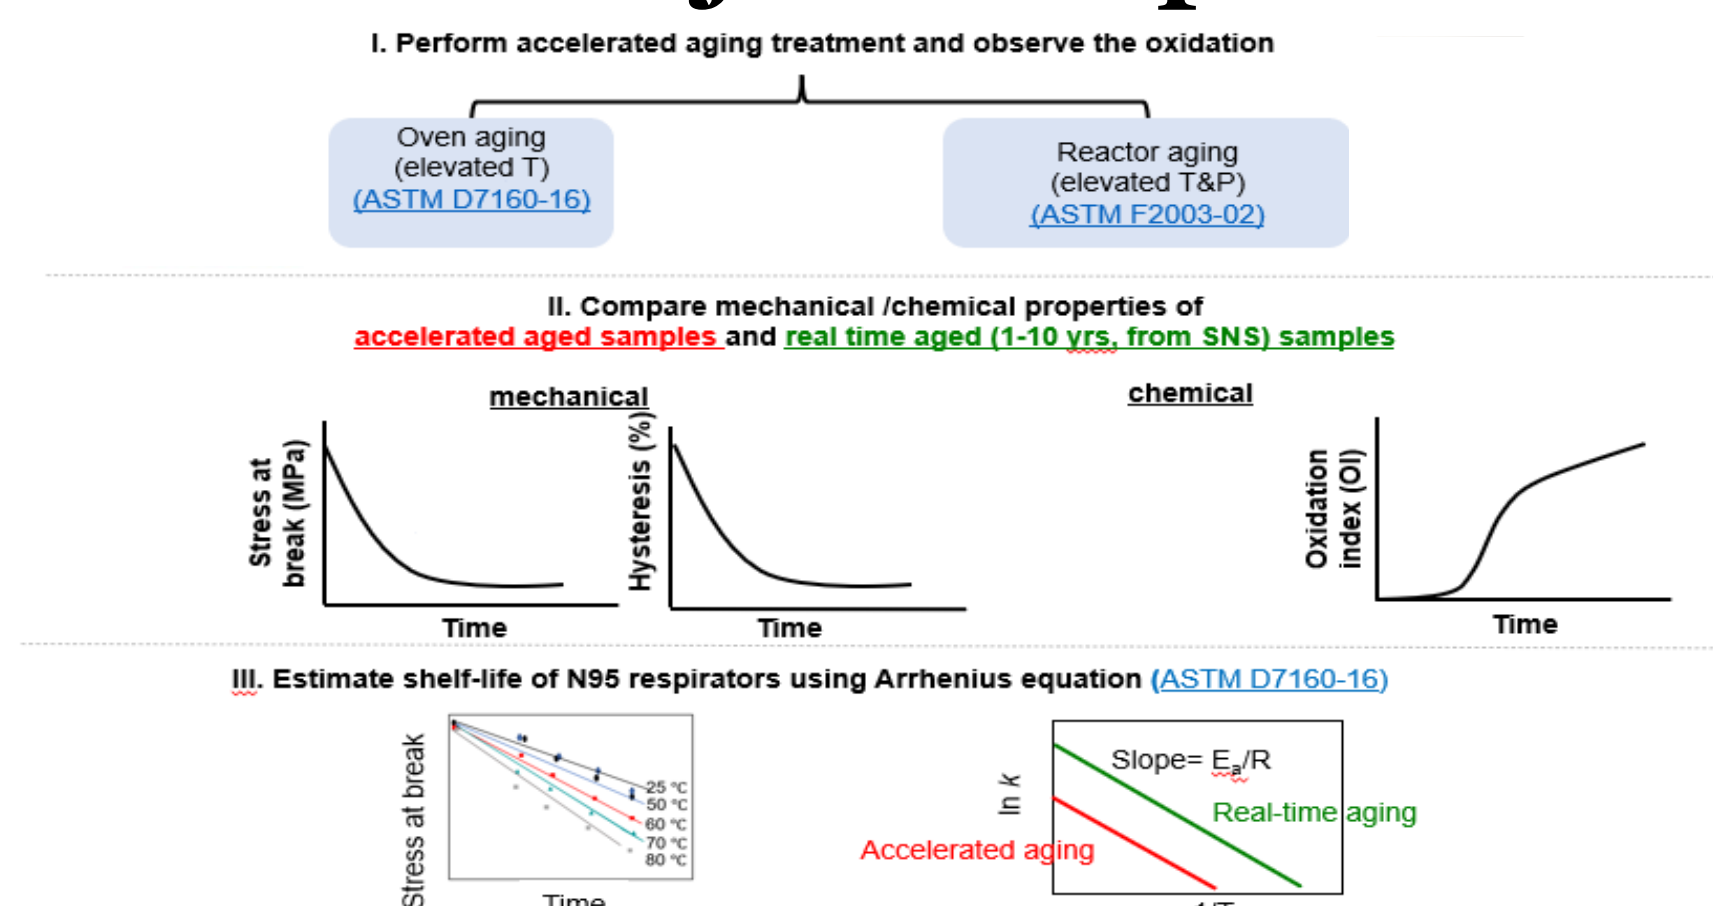 I. Perform accelerated aging treatment and observe the oxidation
Oven aging
(elevated T)
(ASTM D7160-16)
Reactor aging
(elevated T&P)
(ASTM F2003-02)
II. Compare mechanical /chemical properties of
accelerated aged samples and real time aged (1-10 yrs, from SNS) samples
mechanical
chemical
Stress at
break (MPa)
Time
Hysteresis (%)
Time
Oxidation
index (OI)
Time
III. Estimate shelf-life of N95 respirators using Arrhenius equation (ASTM D7160-16)
Stress at break
25 °C
50 °C
60 °C
70 °C
80 °C
Time
ln k
Slope= Eₐ/R
Real-time aging
Accelerated aging